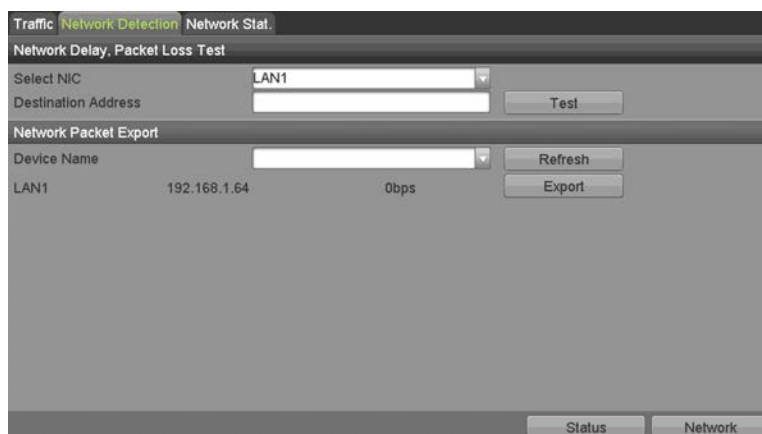 Traffic Network Detection Network Stat.
Network Delay, Packet Loss Test
Select NIC LAN1
Destination Address Test
Network Packet Export
Device Name Refresh
LAN1 192.168.1.64 0bps Export
Status Network